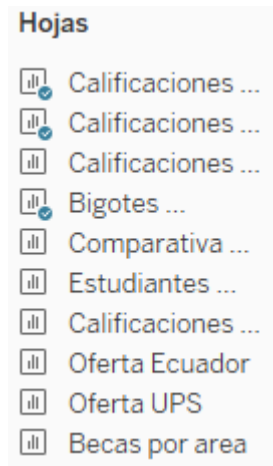 Hojas
Calificaciones ...
Calificaciones ...
Calificaciones ...
Bigotes ...
Comparativa ...
Estudiantes ...
Calificaciones ...
Oferta Ecuador
Oferta UPS
Becas por area